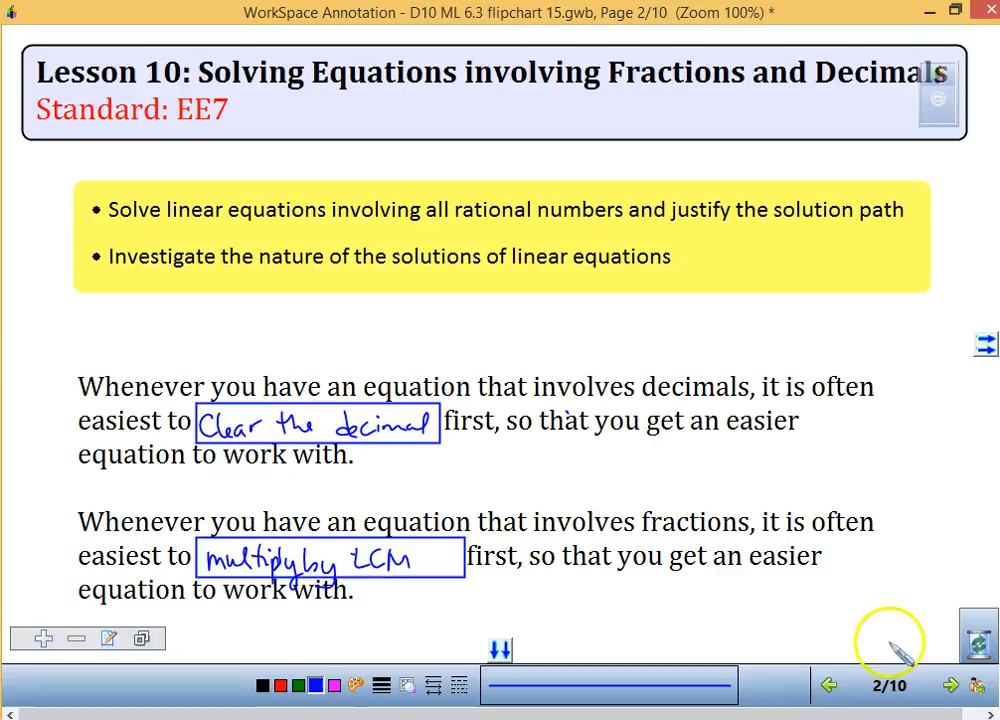 WorkSpace Annotation - D10 ML 6.3 flipchart 15.gwb, Page 2/10 (Zoom 100%) *
Lesson 10: Solving Equations involving Fractions and Decimals
Standard: EE7
• Solve linear equations involving all rational numbers and justify the solution path
• Investigate the nature of the solutions of linear equations
Whenever you have an equation that involves decimals, it is often
easiest to Clear the decimal first, so that you get an easier
equation to work with.
Whenever you have an equation that involves fractions, it is often
easiest to multiply by LCM first, so that you get an easier
equation to work with.
2/10